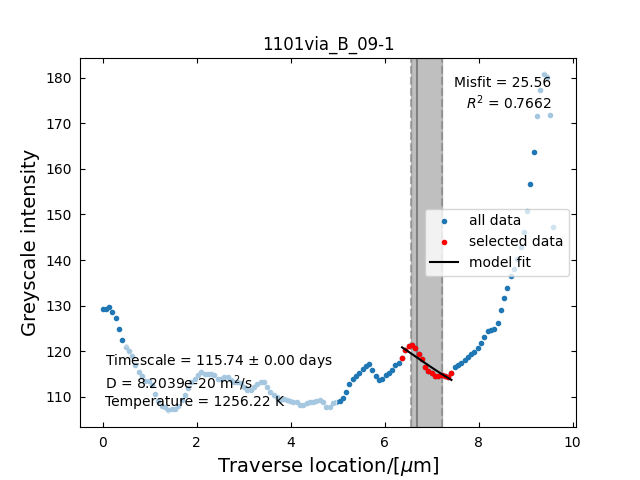 1101via_B_09-1
Misfit = 25.56
R² = 0.7662
all data
selected data
model fit
Timescale = 115.74 ± 0.00 days
D = 8.2039e-20 m²/s
Temperature = 1256.22 K
Greyscale intensity
180
170
160
150
140
130
120
110
0 2 4 6 8 10
Traverse location/[μm]